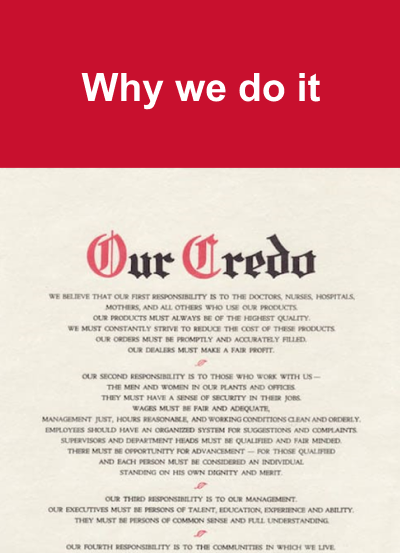 Why we do it
Our Credo
WE BELIEVE THAT OUR FIRST RESPONSIBILITY IS TO THE DOCTORS, NURSES, HOSPITALS,
MOTHERS, AND ALL OTHERS WHO USE OUR PRODUCTS.
OUR PRODUCTS MUST ALWAYS BE OF THE HIGHEST QUALITY.
WE MUST CONSTANTLY STRIVE TO REDUCE THE COST OF THESE PRODUCTS.
OUR ORDERS MUST BE PROMPTLY AND ACCURATELY FILLED.
OUR DEALERS MUST MAKE A FAIR PROFIT.
OUR SECOND RESPONSIBILITY IS TO THOSE WHO WORK WITH US —
THE MEN AND WOMEN IN OUR PLANTS AND OFFICES.
THEY MUST HAVE A SENSE OF SECURITY IN THEIR JOBS.
WAGES MUST BE FAIR AND ADEQUATE,
MANAGEMENT JUST, HOURS REASONABLE, AND WORKING CONDITIONS CLEAN AND ORDERLY.
EMPLOYEES SHOULD HAVE AN ORGANIZED SYSTEM FOR SUGGESTIONS AND COMPLAINTS.
SUPERVISORS AND DEPARTMENT HEADS MUST BE QUALIFIED AND FAIR MINDED.
THERE MUST BE OPPORTUNITY FOR ADVANCEMENT — FOR THOSE QUALIFIED
AND EACH PERSON MUST BE CONSIDERED AN INDIVIDUAL
STANDING ON HIS OWN DIGNITY AND MERIT.
OUR THIRD RESPONSIBILITY IS TO OUR MANAGEMENT.
OUR EXECUTIVES MUST BE PERSONS OF TALENT, EDUCATION, EXPERIENCE AND ABILITY.
THEY MUST BE PERSONS OF COMMON SENSE AND FULL UNDERSTANDING.
OUR FOURTH RESPONSIBILITY IS TO THE COMMUNITIES IN WHICH WE LIVE.